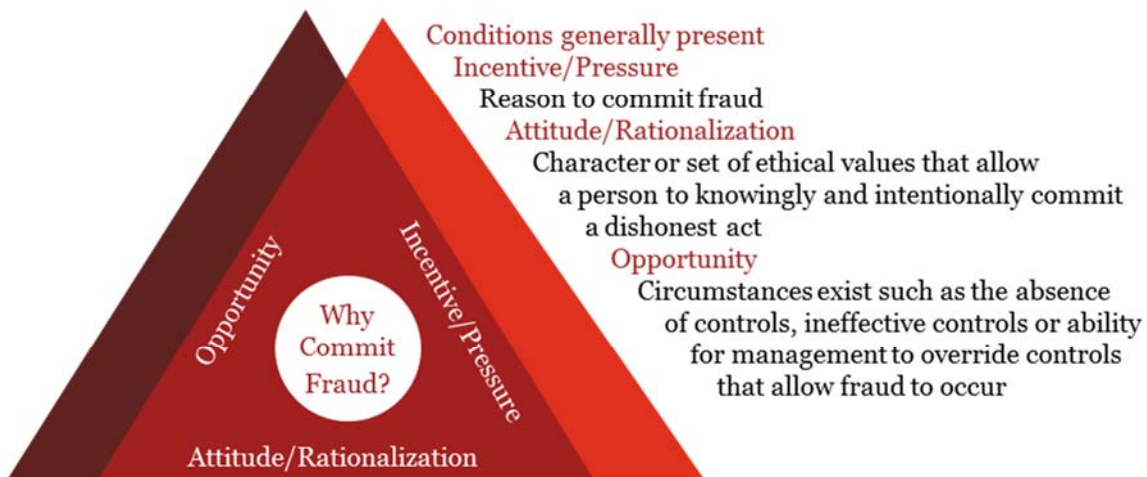 Conditions generally present
Incentive/Pressure
Reason to commit fraud
Attitude/Rationalization
Character or set of ethical values that allow
a person to knowingly and intentionally commit
a dishonest act
Opportunity
Circumstances exist such as the absence
of controls, ineffective controls or ability
for management to override controls
that allow fraud to occur
Opportunity
Incentive/Pressure
Why
Commit
Fraud?
Attitude/Rationalization